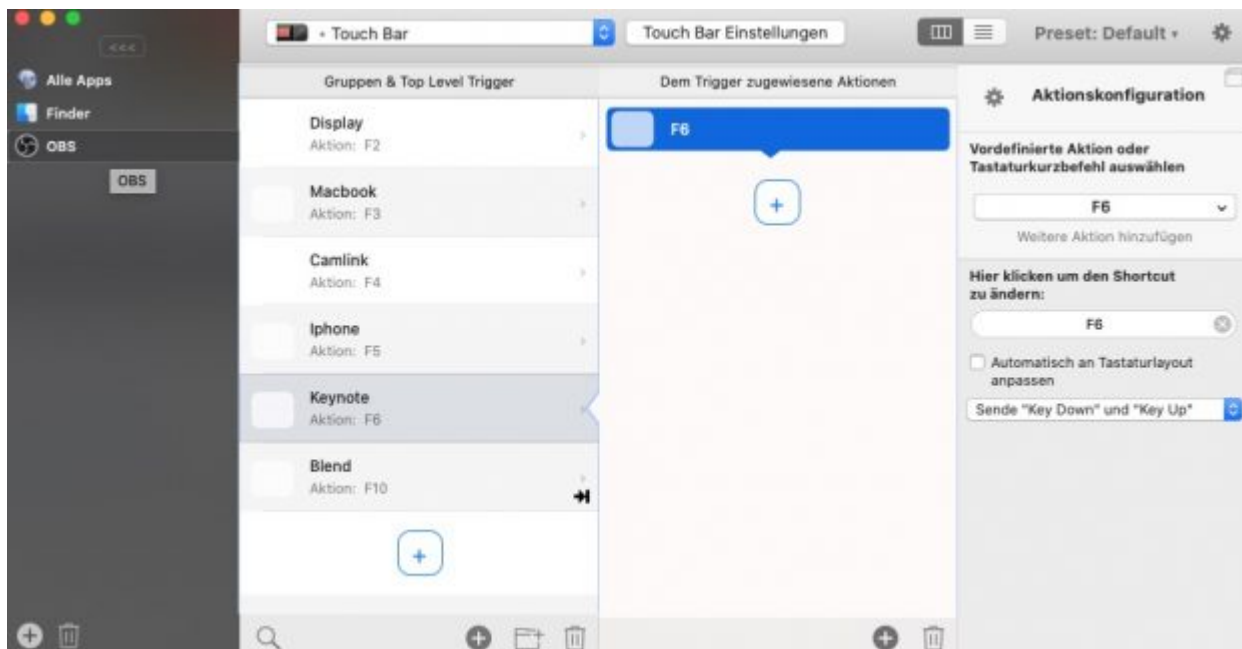 <<<
• Touch Bar
Touch Bar Einstellungen
Preset: Default
Alle Apps
Finder
OBS
OBS
Gruppen & Top Level Trigger
Display
Aktion: F2
Macbook
Aktion: F3
Camlink
Aktion: F4
Iphone
Aktion: F5
Keynote
Aktion: F6
Blend
Aktion: F10
+
Dem Trigger zugewiesene Aktionen
F6
+
Aktionskonfiguration
Vordefinierte Aktion oder
Tastaturkurzbefehl auswählen
F6
Weitere Aktion hinzufügen
Hier klicken um den Shortcut
zu ändern:
F6
Automatisch an Tastaturlayout
anpassen
Sende "Key Down" und "Key Up"